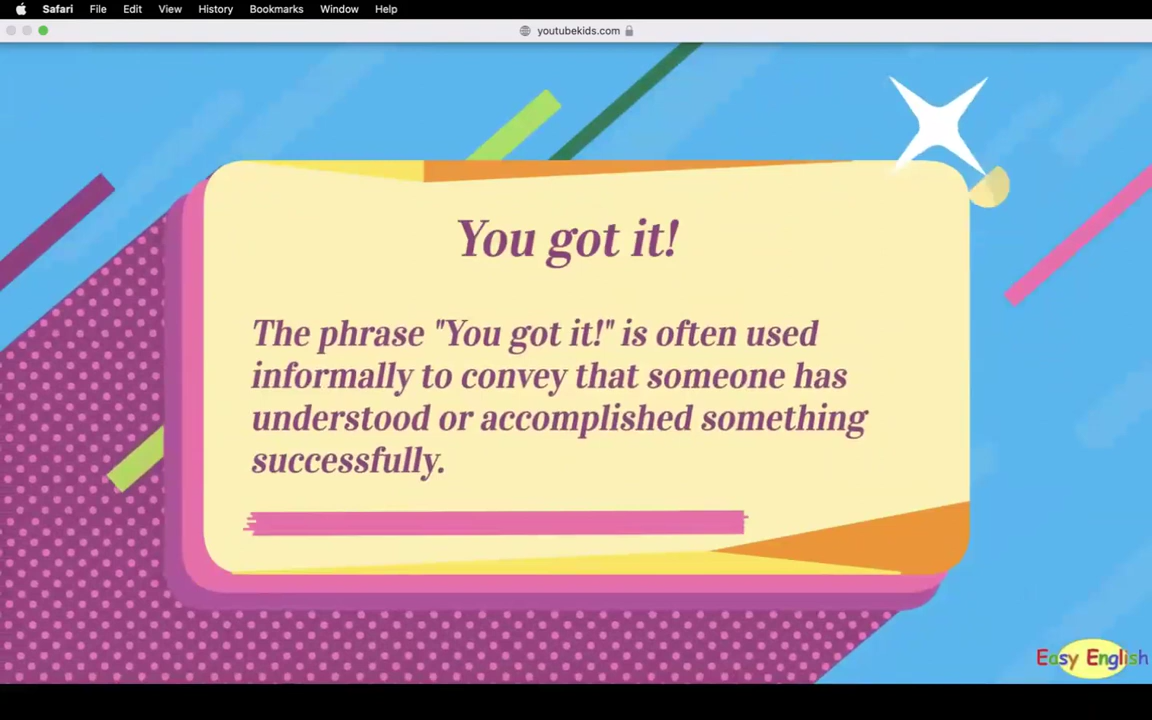 Safari File Edit View History Bookmarks Window Help
youtubekids.com
You got it!
The phrase "You got it!" is often used
informally to convey that someone has
understood or accomplished something
successfully.
Easy English